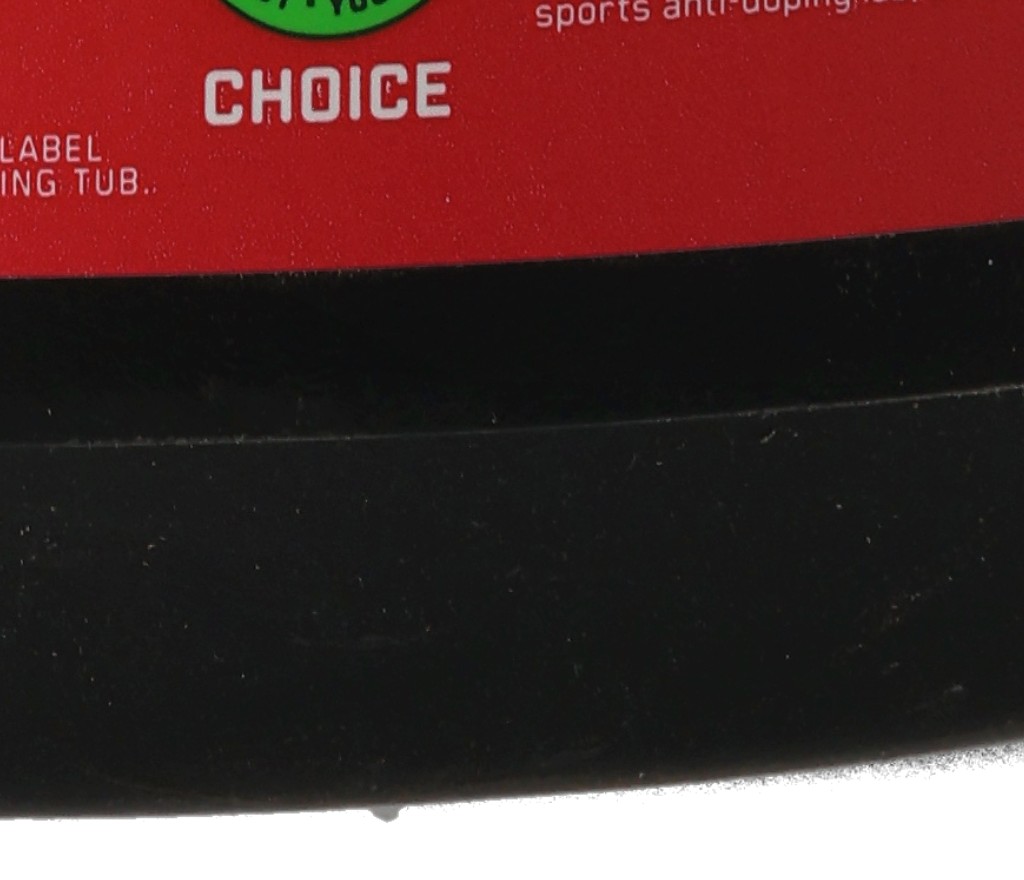 sports anti-doping
CHOICE
LABEL
ING TUB..